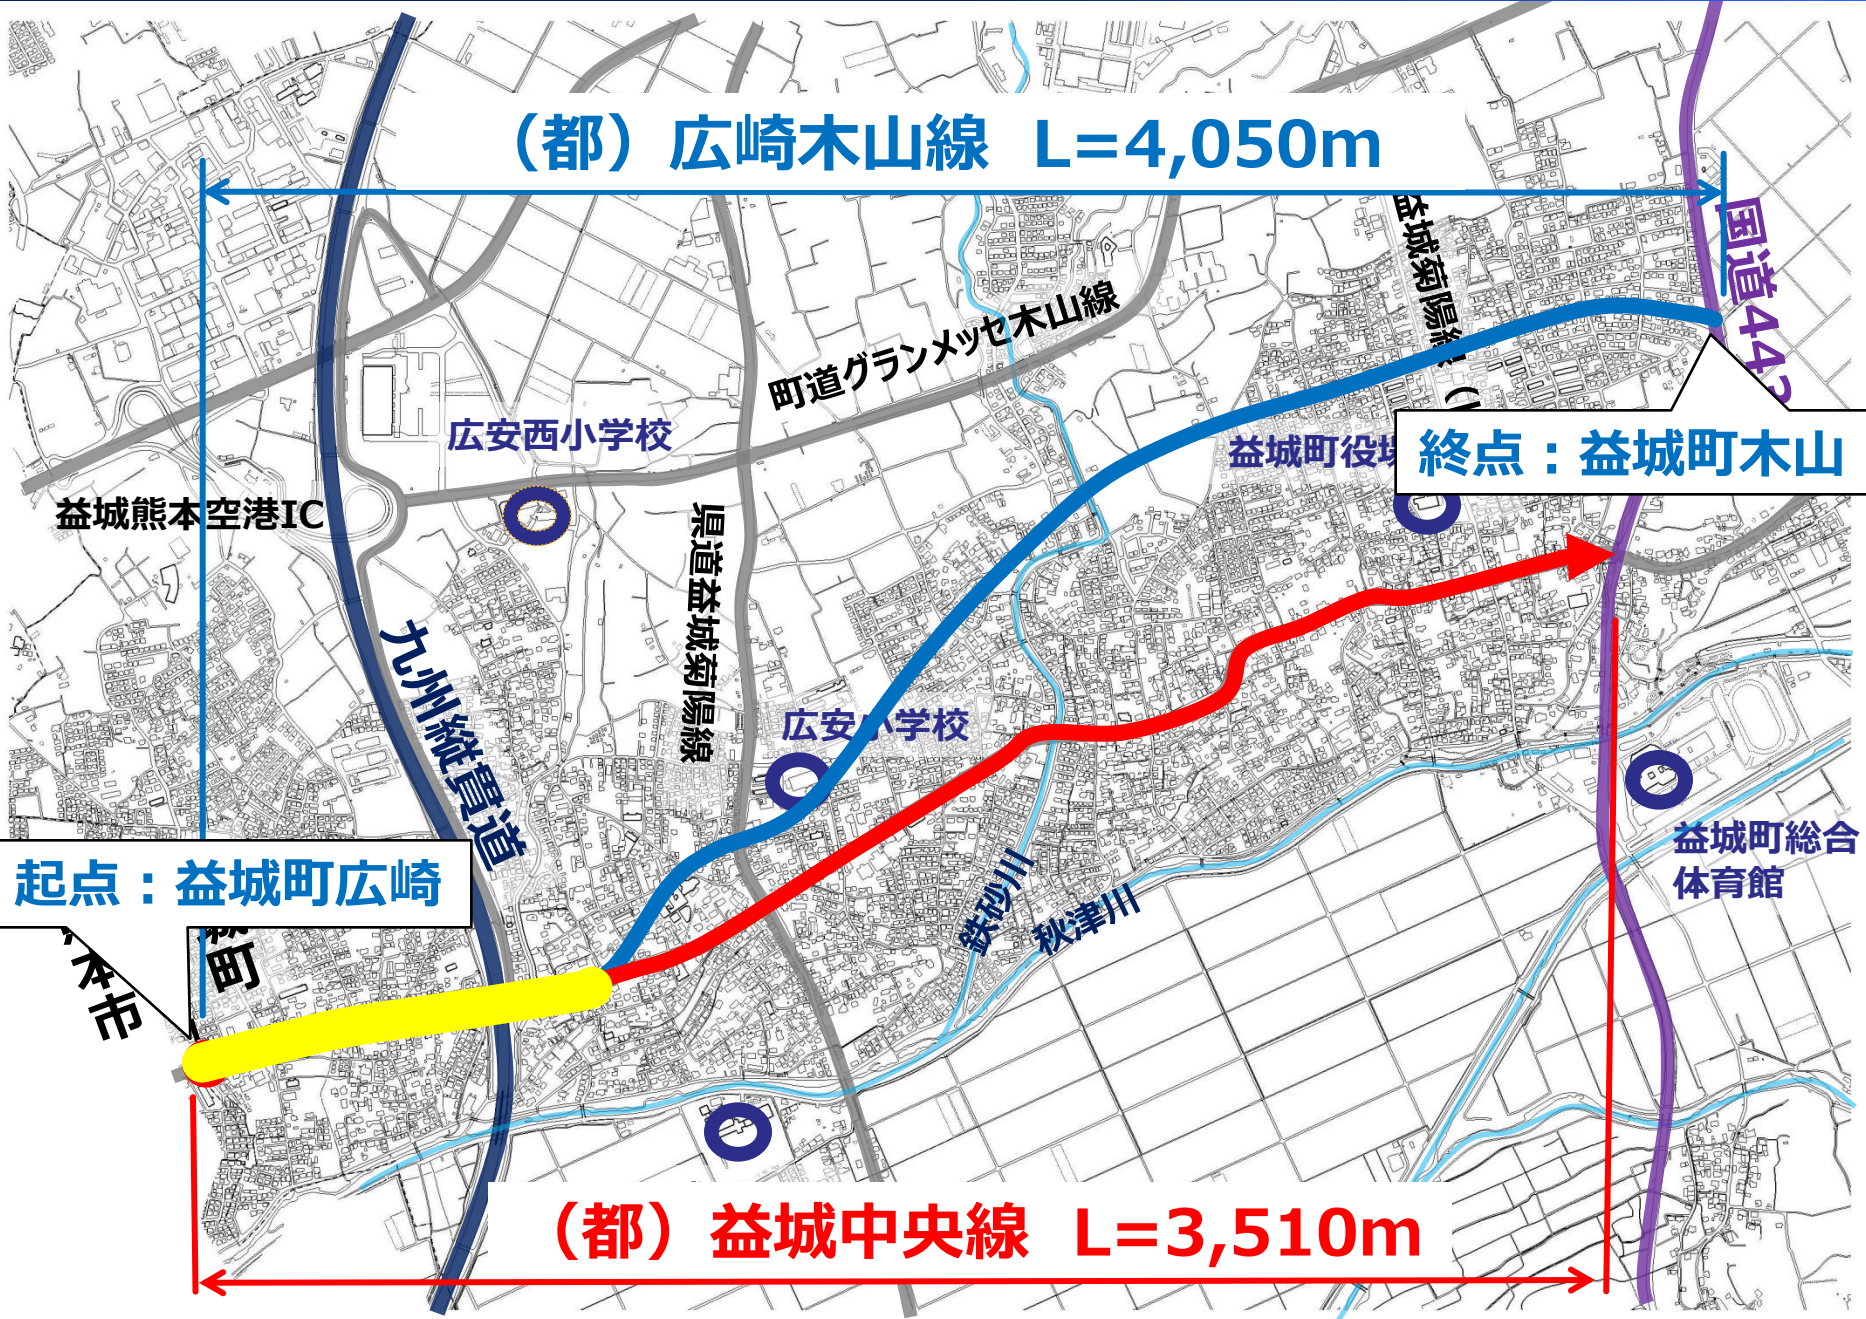 （都）広崎木山線 L=4,050m
国道443
益城菊陽線（
町道グランメッセ木山線
広安西小学校
益城町役場
終点：益城町木山
益城熊本空港IC
県道益城菊陽線
九州縦貫道
広安小学校
益城町総合
体育館
起点：益城町広崎
城町
本市
鉄砂川
秋津川
（都）益城中央線 L=3,510m